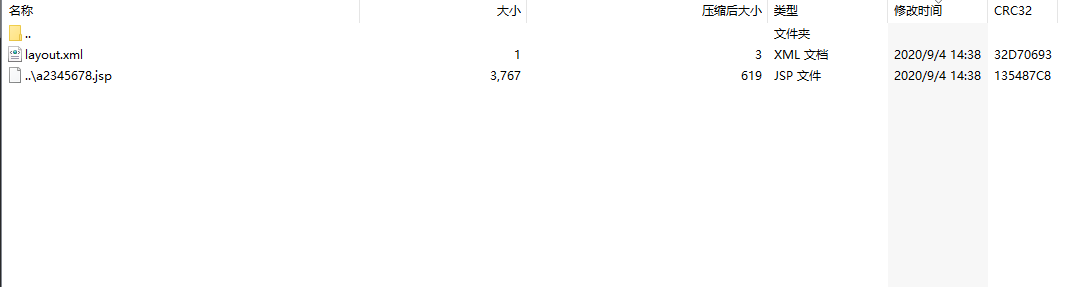 名称 大小 压缩后大小 类型 修改时间 CRC32
.. 文件夹
layout.xml 1 3 XML 文档 2020/9/4 14:38 32D70693
..\a2345678.jsp 3,767 619 JSP 文件 2020/9/4 14:38 135487C8